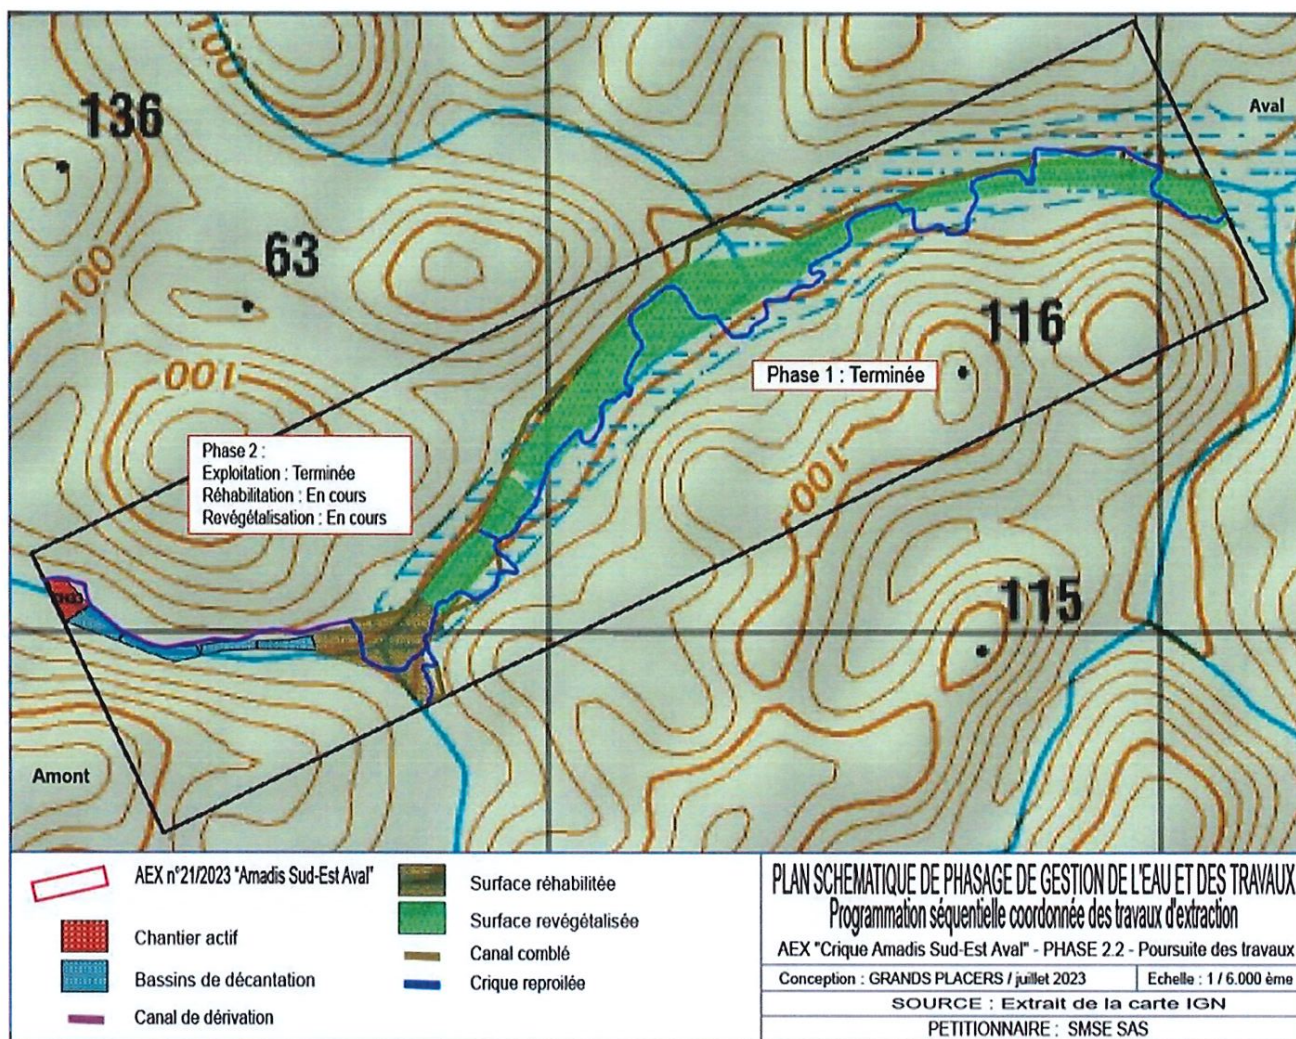 100
136
Aval
63
100
116
Phase 1 : Terminée
001
Phase 2 :
Exploitation : Terminée
Réhabilitation : En cours
Revégétalisation : En cours
001
115
Amont
AEX n°21/2023 "Amadis Sud-Est Aval"
Chantier actif
Bassins de décantation
Canal de dérivation
Surface réhabilitée
Surface revégétalisée
Canal comblé
Crique reproilée
PLAN SCHEMATIQUE DE PHASAGE DE GESTION DE L'EAU ET DES TRAVAUX
Programmation séquentielle coordonnée des travaux d'extraction
AEX "Crique Amadis Sud-Est Aval" - PHASE 2.2 - Poursuite des travaux
Conception : GRANDS PLACERS / juillet 2023
Echelle : 1 / 6.000 ème
SOURCE : Extrait de la carte IGN
PETITIONNAIRE : SMSE SAS